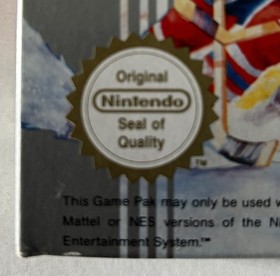 Original
Nintendo
Seal of
Quality
TM
This Game Pak may only be used
Mattel or NES versions of the
Entertainment System.™